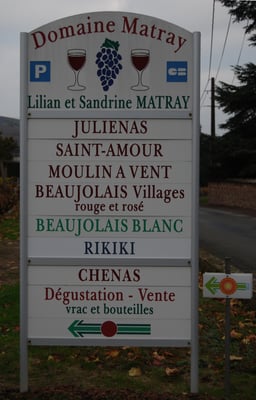 Domaine Matray
P
Lilian et Sandrine MATRAY
JULIENAS
SAINT-AMOUR
MOULIN A VENT
BEAUJOLAIS Villages
rouge et rosé
BEAUJOLAIS BLANC
RIKIKI
CHENAS
Dégustation - Vente
vrac et bouteilles